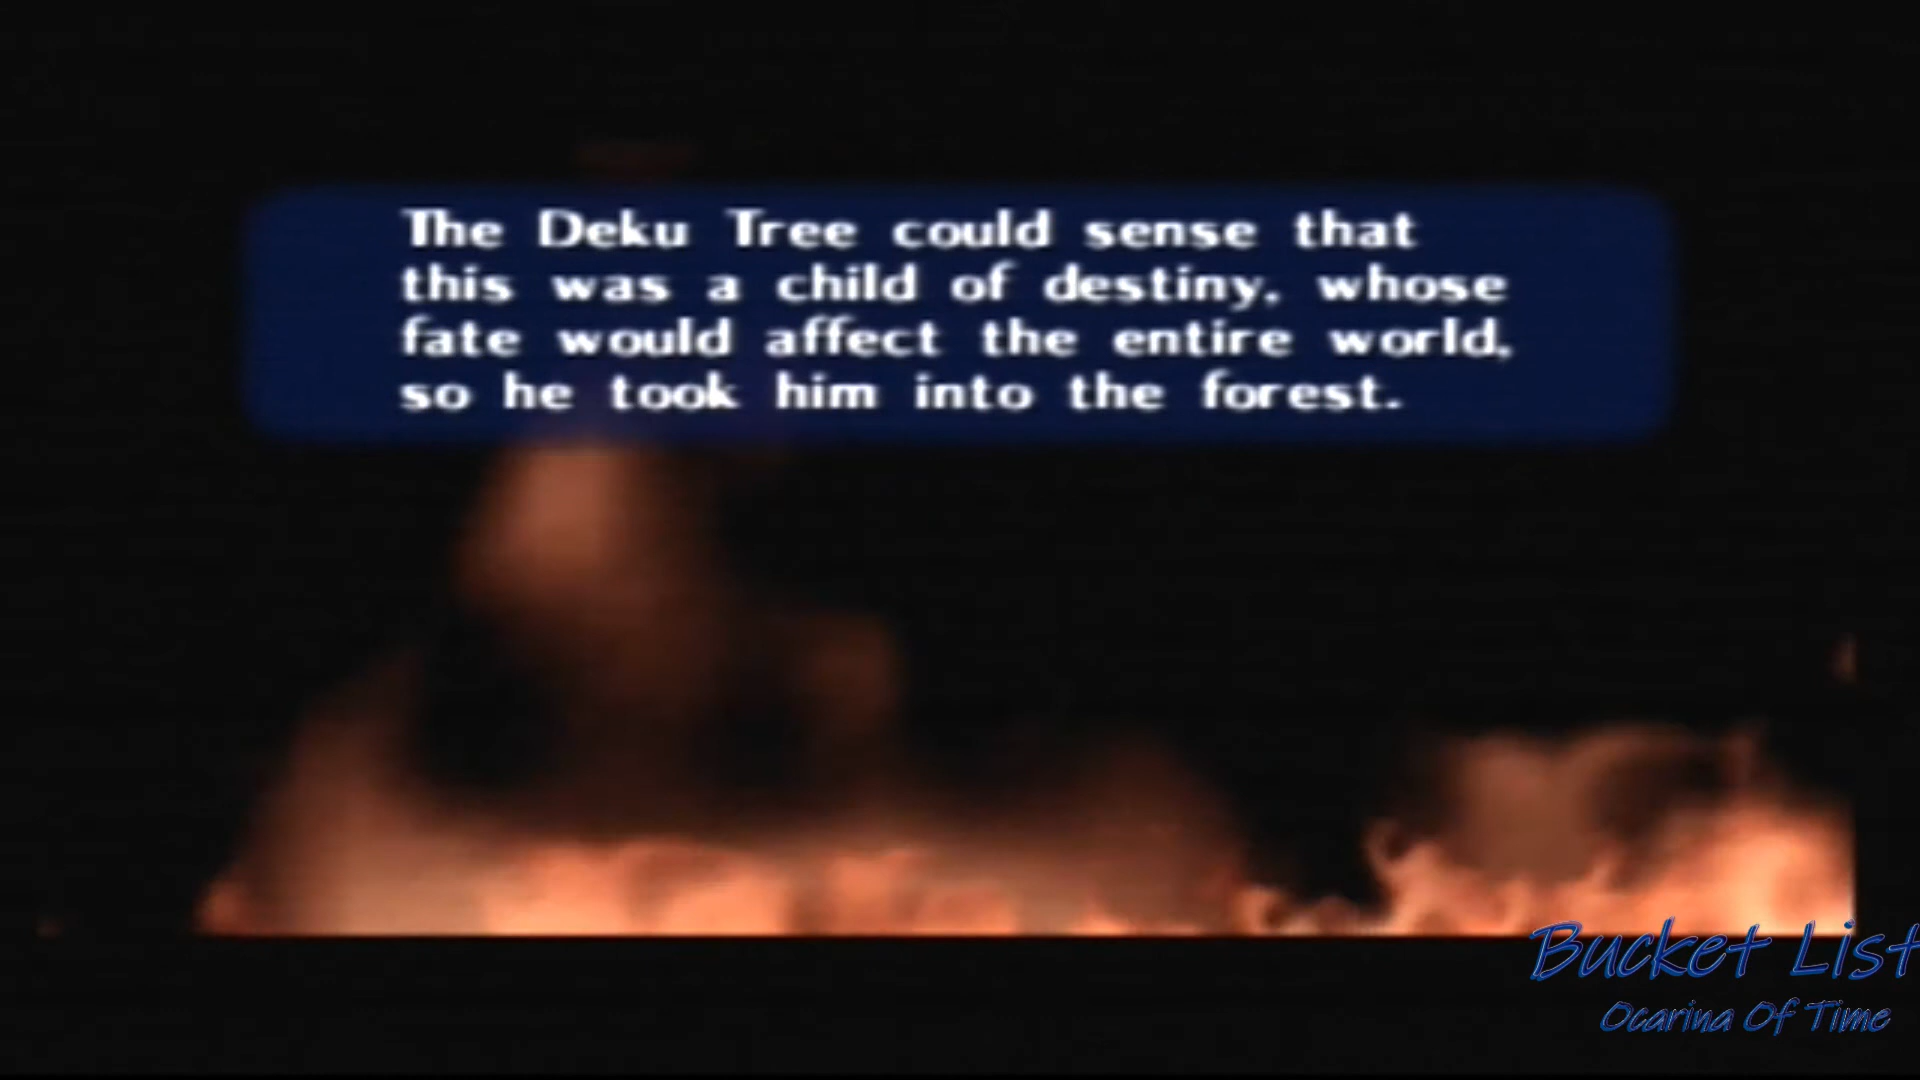 The Deku Tree could sense that
this was a child of destiny, whose
fate would affect the entire world,
so he took him into the forest.
Bucket List
Ocarina Of Time